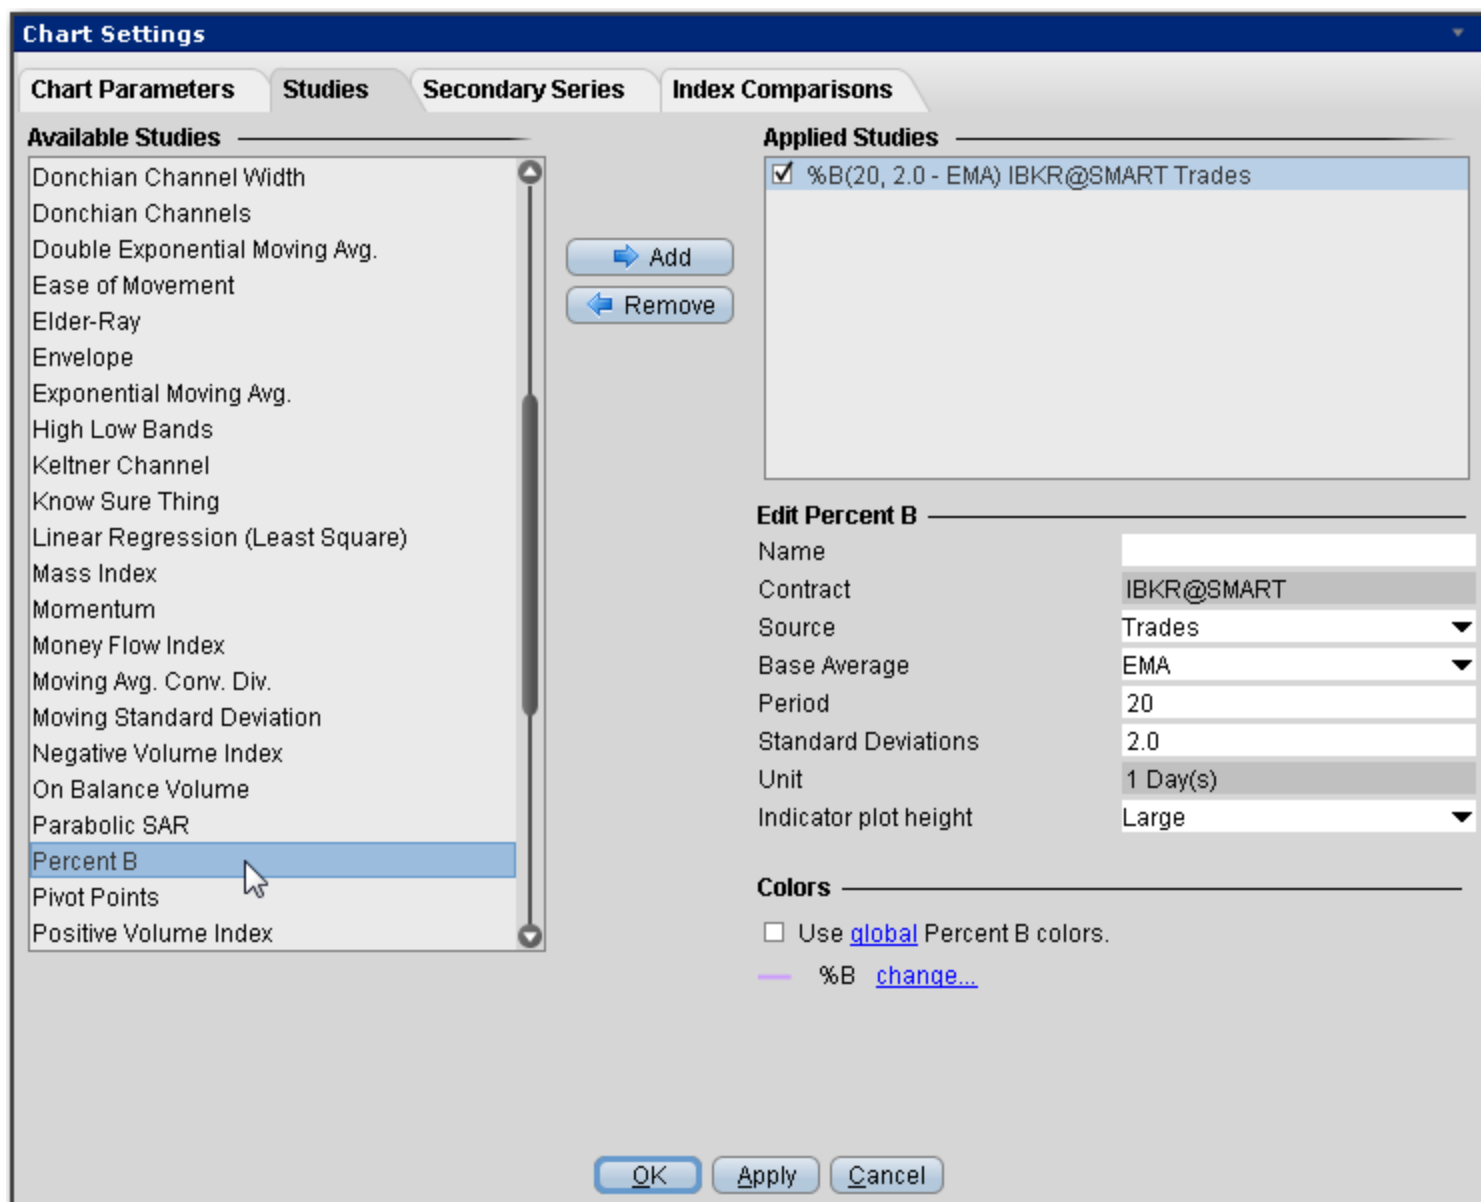 Chart Settings
Chart Parameters
Studies
Secondary Series
Index Comparisons
Available Studies
Donchian Channel Width
Donchian Channels
Double Exponential Moving Avg.
Ease of Movement
Elder-Ray
Envelope
Exponential Moving Avg.
High Low Bands
Keltner Channel
Know Sure Thing
Linear Regression (Least Square)
Mass Index
Momentum
Money Flow Index
Moving Avg. Conv. Div.
Moving Standard Deviation
Negative Volume Index
On Balance Volume
Parabolic SAR
Percent B
Pivot Points
Positive Volume Index
Add
Remove
Applied Studies
%B(20, 2.0 - EMA) IBKR@SMART Trades
Edit Percent B
Name
Contract IBKR@SMART
Source Trades
Base Average EMA
Period 20
Standard Deviations 2.0
Unit 1 Day(s)
Indicator plot height Large
Colors
Use global Percent B colors.
%B change...
OK
Apply
Cancel